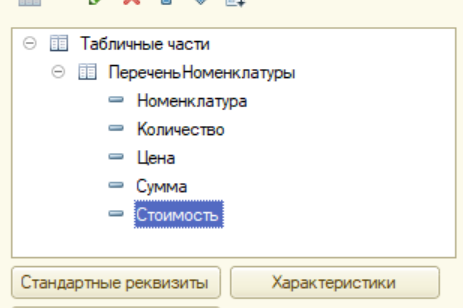 Табличные части
ПереченьНоменклатуры
Номенклатура
Количество
Цена
Сумма
Стоимость
Стандартные реквизиты
Характеристики